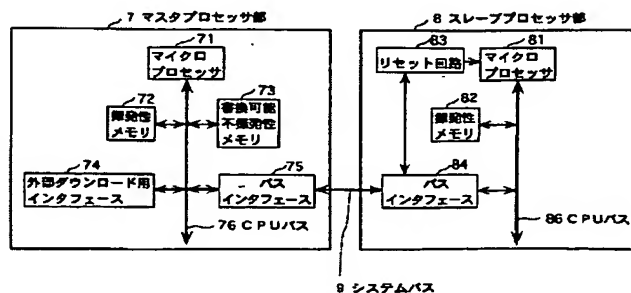 7 マスタプロセッサ部
71
マイクロ
プロセッサ
72
揮発性
メモリ
73
書換可能
不揮発性
メモリ
74
外部ダウンロード用
インタフェース
75
バス
インタフェース
76 CPUバス
8 スレーブプロセッサ部
83
リセット回路
81
マイクロ
プロセッサ
82
揮発性
メモリ
84
バス
インタフェース
86 CPUバス
9 システムバス